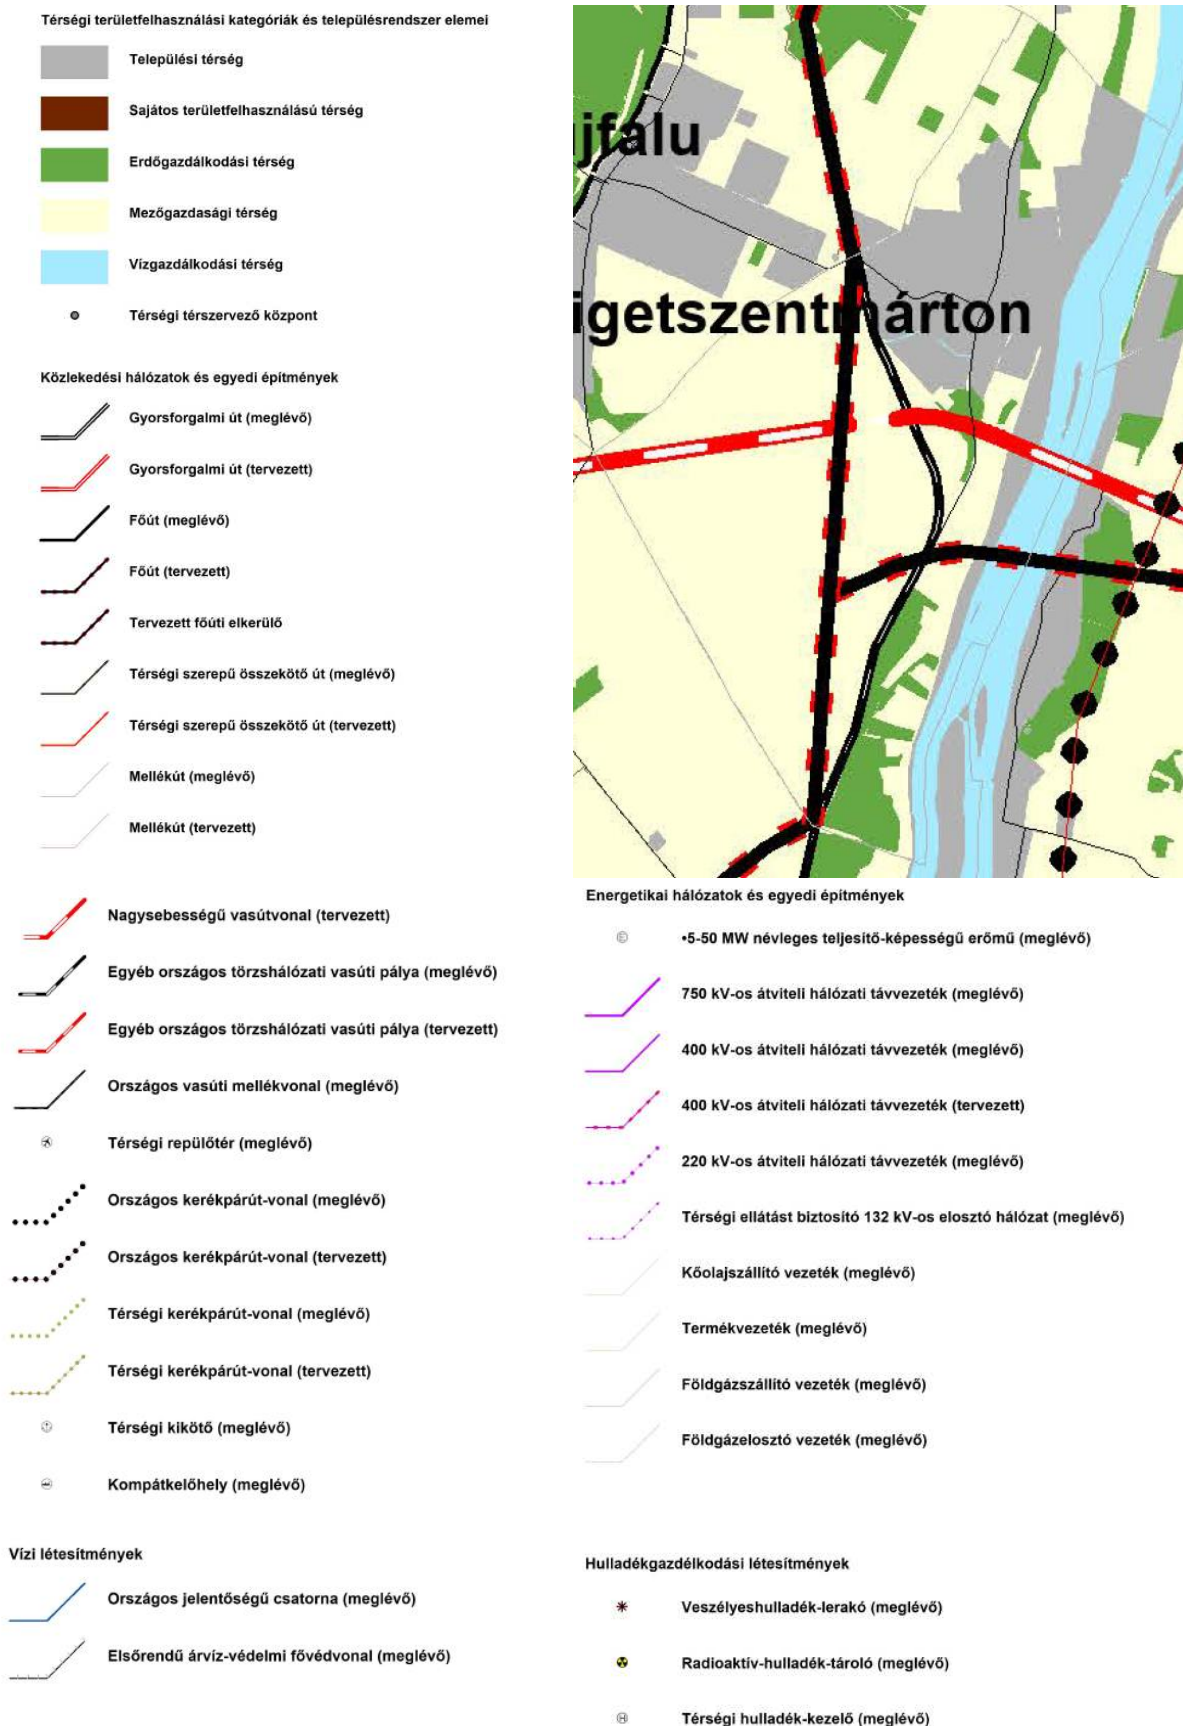 Térségi területfelhasználási kategóriák és településrendszer elemei
Települési térség
Sajátos területfelhasználású térség
Erdőgazdálkodási térség
Mezőgazdasági térség
Vízgazdálkodási térség
Térségi térszervező központ
Közlekedési hálózatok és egyedi építmények
Gyorsforgalmi út (meglévő)
Gyorsforgalmi út (tervezett)
Főút (meglévő)
Főút (tervezett)
Tervezett főúti elkerülő
Térségi szerepű összekötő út (meglévő)
Térségi szerepű összekötő út (tervezett)
Mellékút (meglévő)
Mellékút (tervezett)
jfalu
igetszentmárton
Nagysebességű vasútvonal (tervezett)
Egyéb országos törzshálózati vasúti pálya (meglévő)
Egyéb országos törzshálózati vasúti pálya (tervezett)
Országos vasúti mellékvonal (meglévő)
Térségi repülőtér (meglévő)
Országos kerékpárút-vonal (meglévő)
Országos kerékpárút-vonal (tervezett)
Térségi kerékpárút-vonal (meglévő)
Térségi kerékpárút-vonal (tervezett)
Térségi kikötő (meglévő)
Kompátkelőhely (meglévő)
Vízi létesítmények
Országos jelentőségű csatorna (meglévő)
Elsőrendű árvíz-védelmi fővédvonal (meglévő)
Energetikai hálózatok és egyedi építmények
•5-50 MW névleges teljesítő-képességű erőmű (meglévő)
750 kV-os átviteli hálózati távvezeték (meglévő)
400 kV-os átviteli hálózati távvezeték (meglévő)
400 kV-os átviteli hálózati távvezeték (tervezett)
220 kV-os átviteli hálózati távvezeték (meglévő)
Térségi ellátást biztosító 132 kV-os elosztó hálózat (meglévő)
Kőolajszállító vezeték (meglévő)
Termékvezeték (meglévő)
Földgázszállító vezeték (meglévő)
Földgázelosztó vezeték (meglévő)
Hulladékgazdélkodási létesítmények
Veszélyeshulladék-lerakó (meglévő)
Radioaktív-hulladék-tároló (meglévő)
Térségi hulladék-kezelő (meglévő)